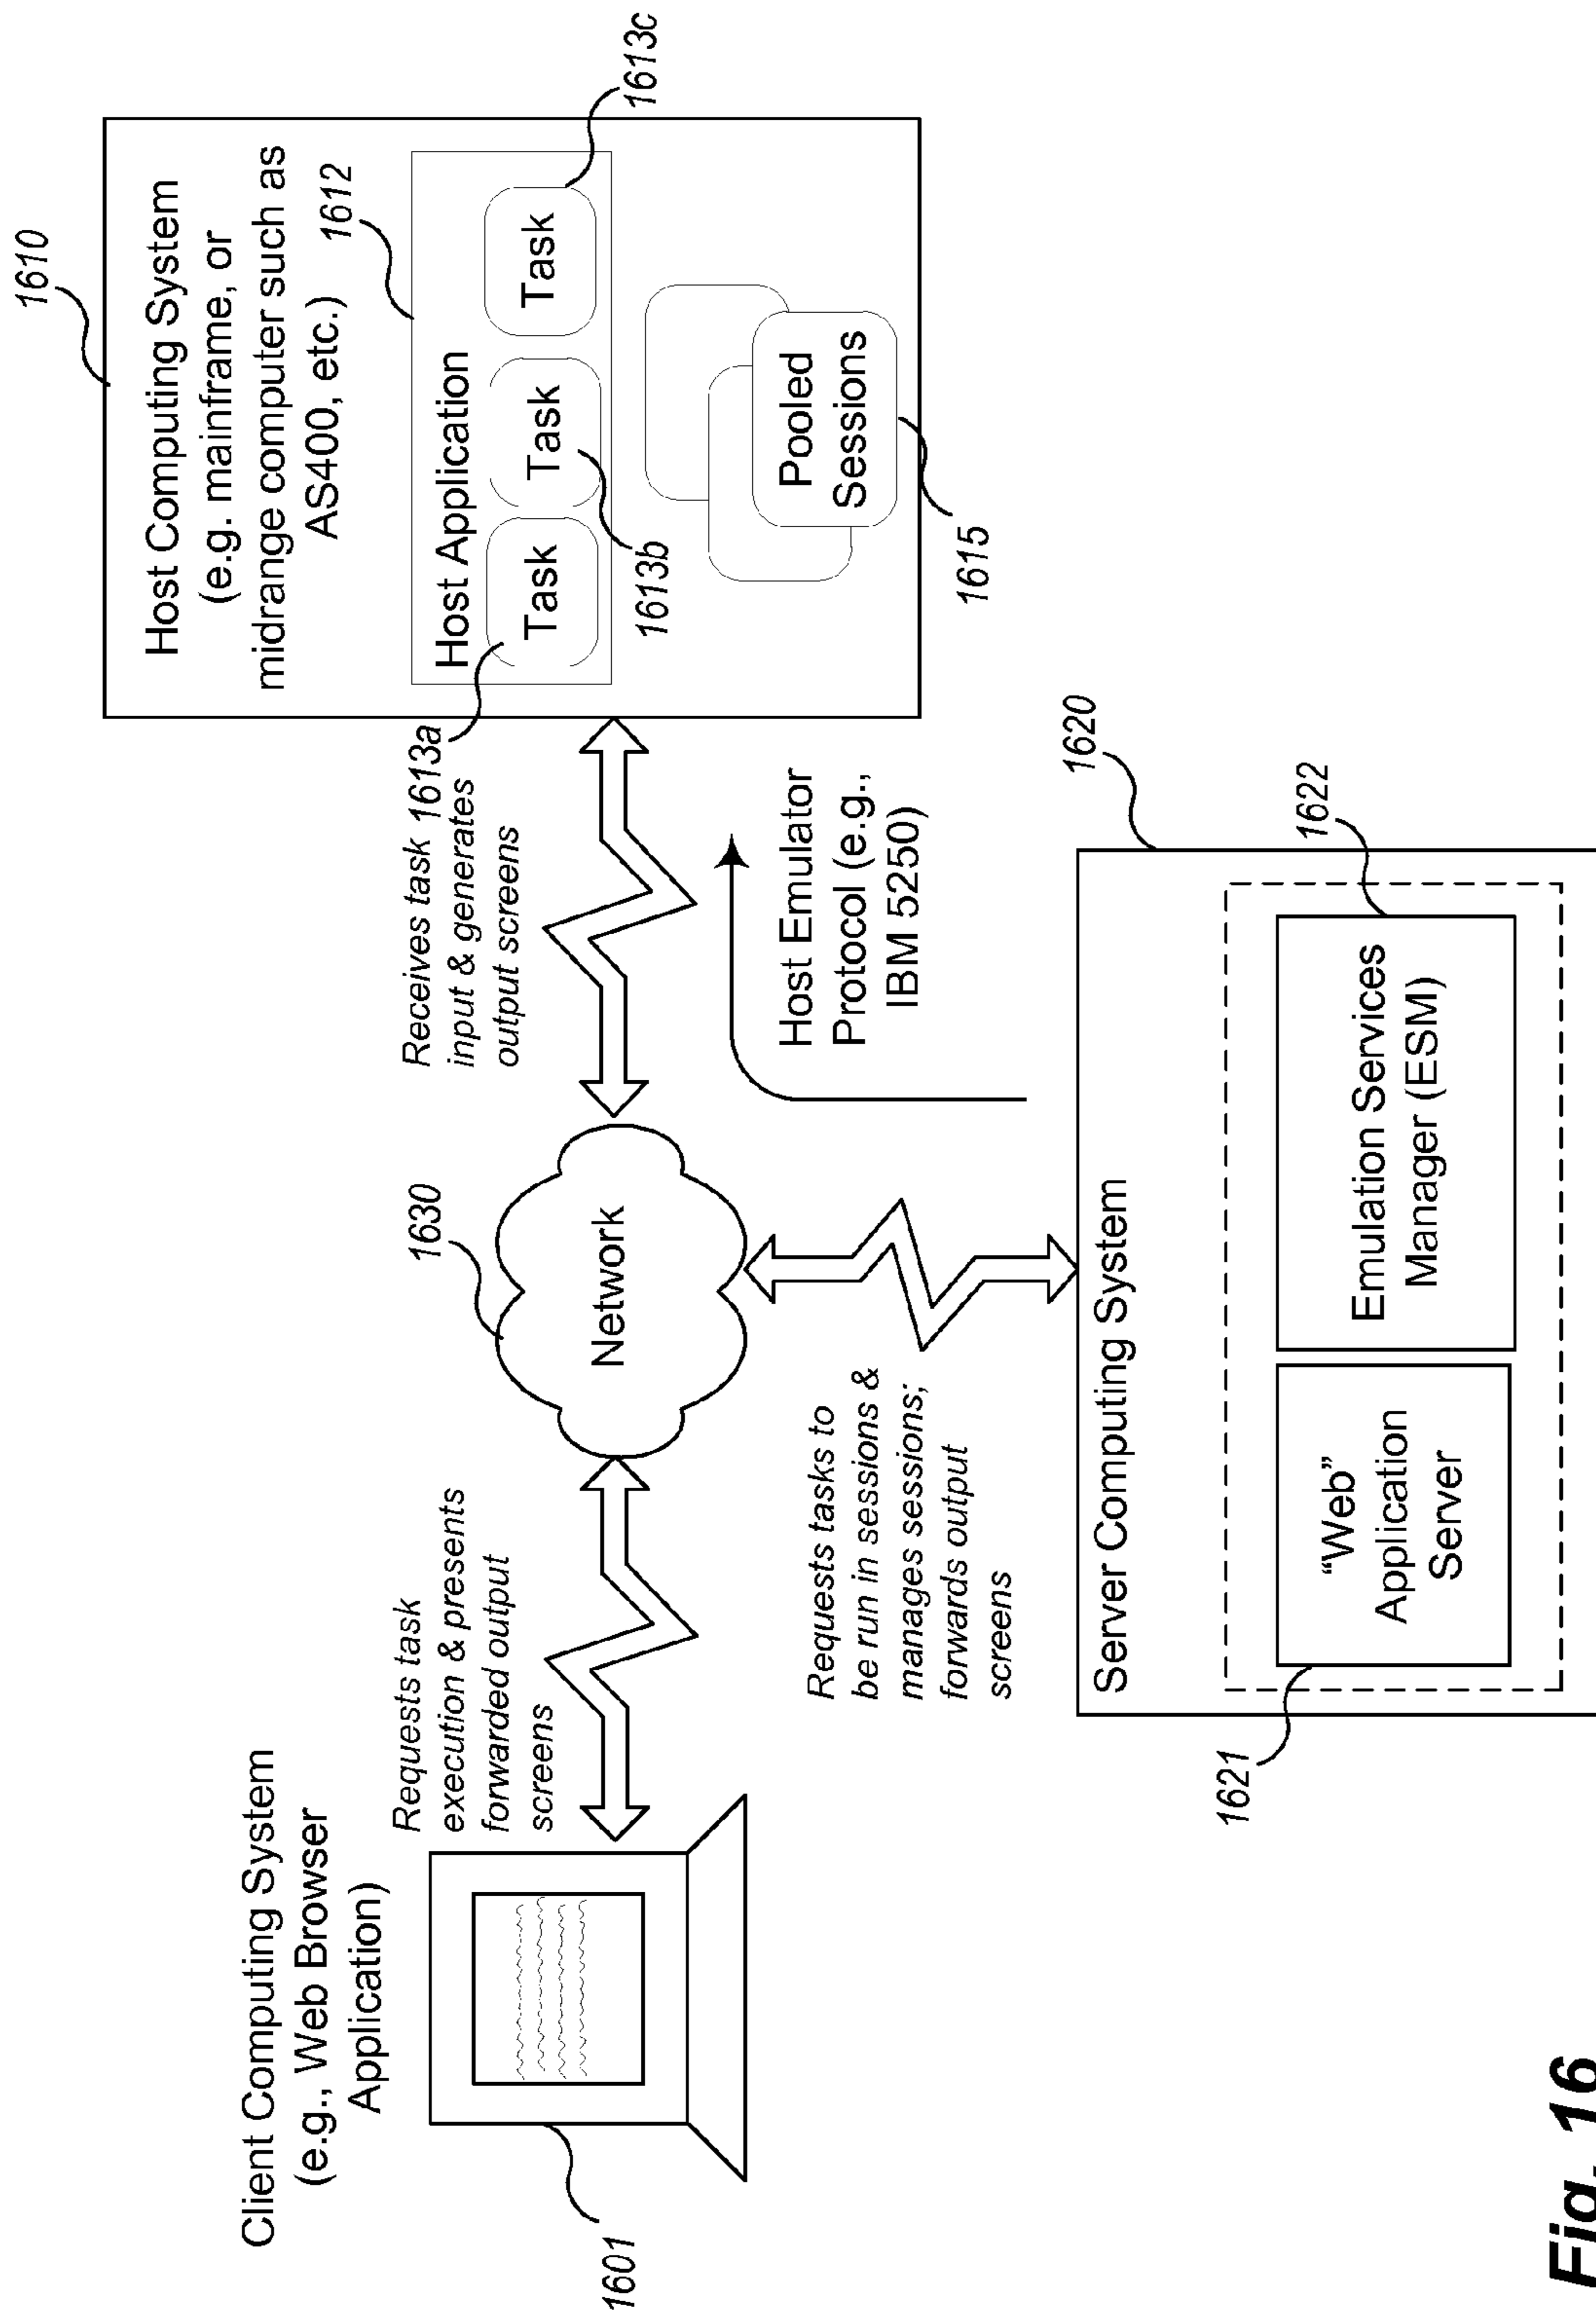 Client Computing System
(e.g., Web Browser
Application)
1601
Requests task
execution & presents
forwarded output
screens
1630
Network
Receives task
input & generates
output screens
1610
Host Computing System
(e.g. mainframe, or
midrange computer such as
AS400, etc.)
1612
Host Application
Task
Task
Task
1613a
1613b
1613c
Pooled
Sessions
1615
Host Emulator
Protocol (e.g.,
IBM 5250)
Requests tasks to
be run in sessions &
manages sessions;
forwards output
screens
1620
Server Computing System
1621
“Web”
Application
Server
1622
Emulation Services
Manager (ESM)
Fig. 16